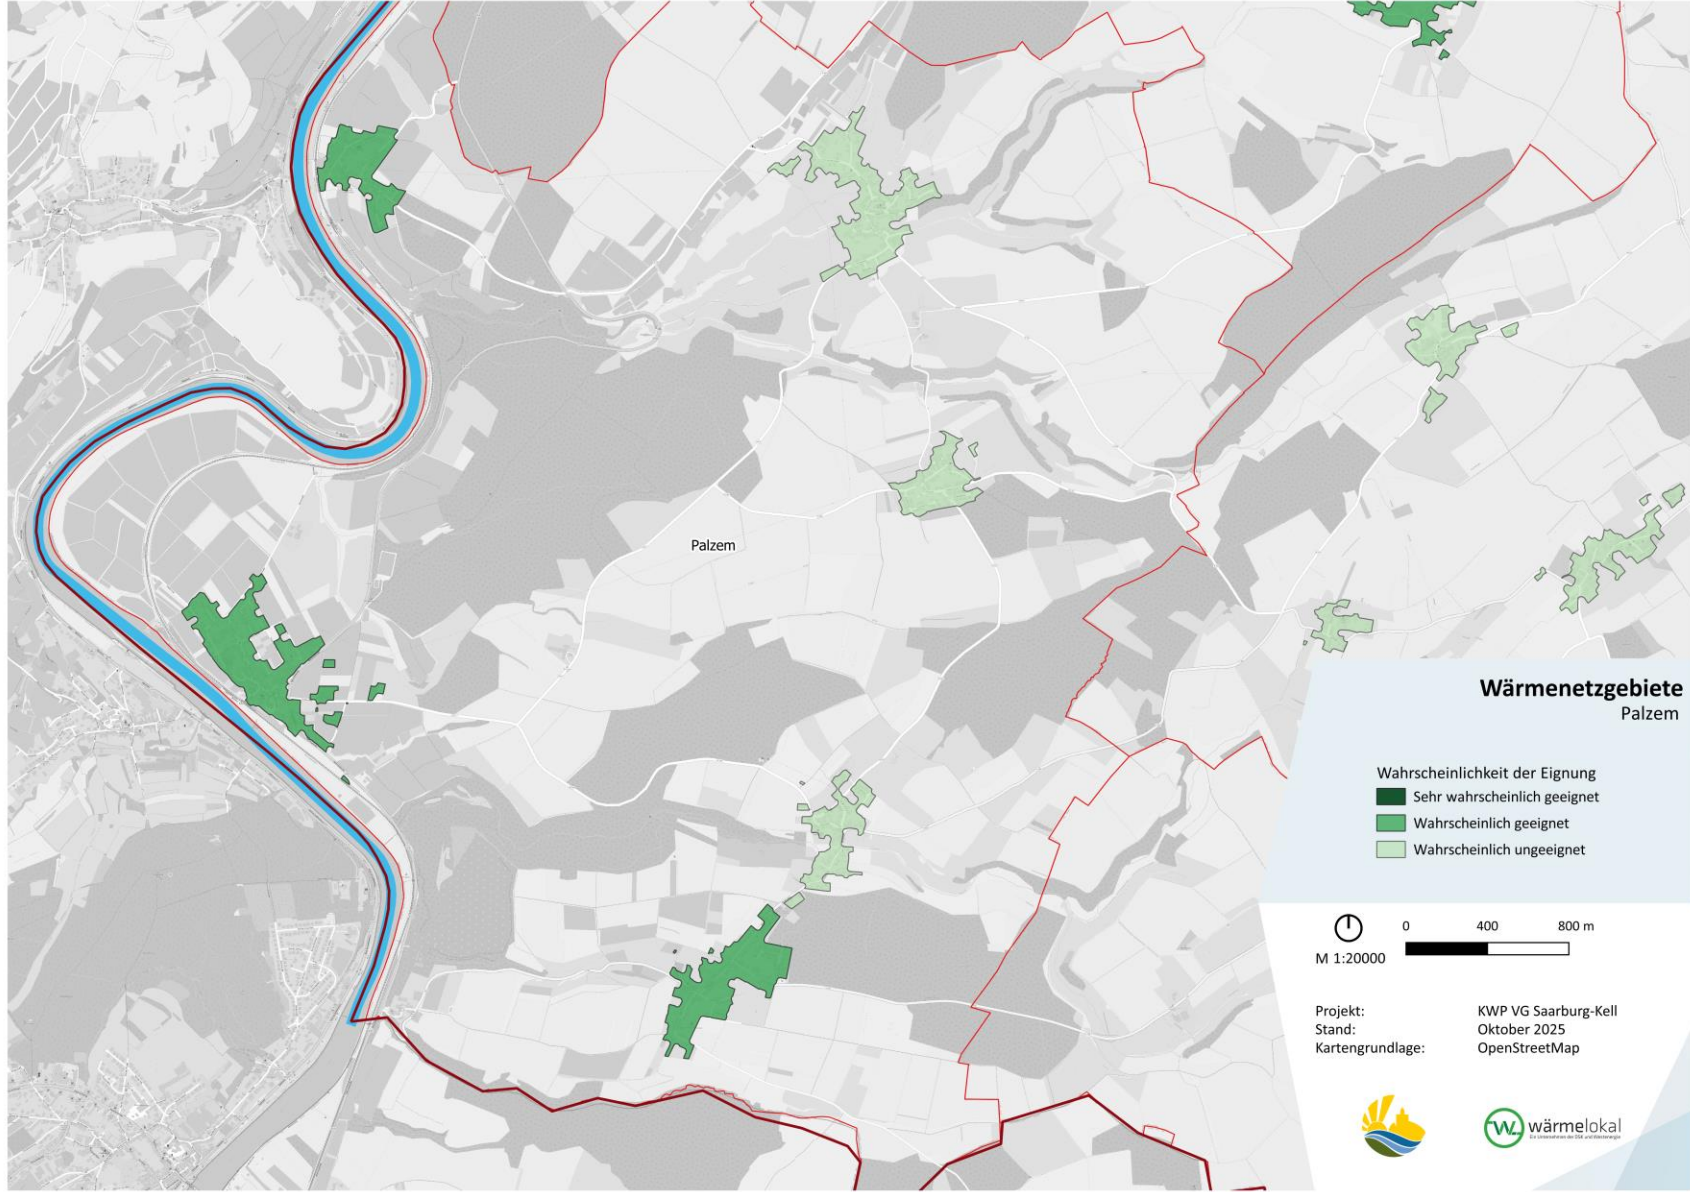 Palzem
Wärmenetzgebiete
Palzem
Wahrscheinlichkeit der Eignung
Sehr wahrscheinlich geeignet
Wahrscheinlich geeignet
Wahrscheinlich ungeeignet
0 400 800 m
M 1:20000
Projekt: KWP VG Saarburg-Kell
Stand: Oktober 2025
Kartengrundlage: OpenStreetMap
wärmelokal